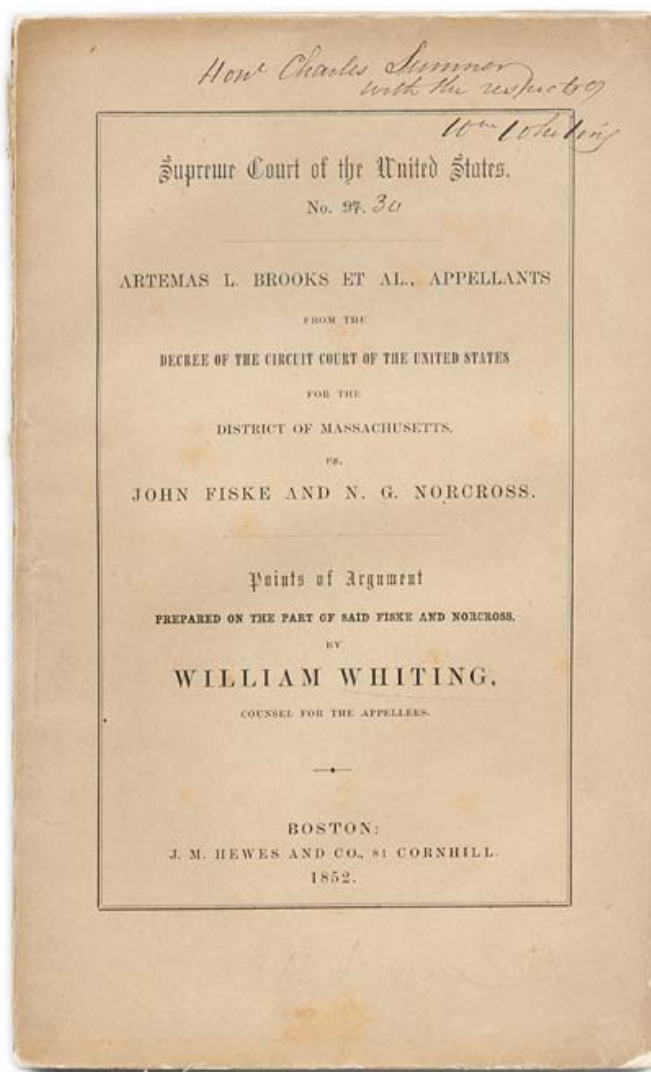 Honl Charles Sumner
with the respects of
Wm Whiting
Supreme Court of the United States.
No. 97. 30
ARTEMAS L. BROOKS ET AL., APPELLANTS
FROM THE
DECREE OF THE CIRCUIT COURT OF THE UNITED STATES
FOR THE
DISTRICT OF MASSACHUSETTS,
vs.
JOHN FISKE AND N. G. NORCROSS.
Points of Argument
PREPARED ON THE PART OF SAID FISKE AND NORCROSS,
BY
WILLIAM WHITING,
COUNSEL FOR THE APPELLEES.
BOSTON:
J. M. HEWES AND CO., 81 CORNHILL.
1852.